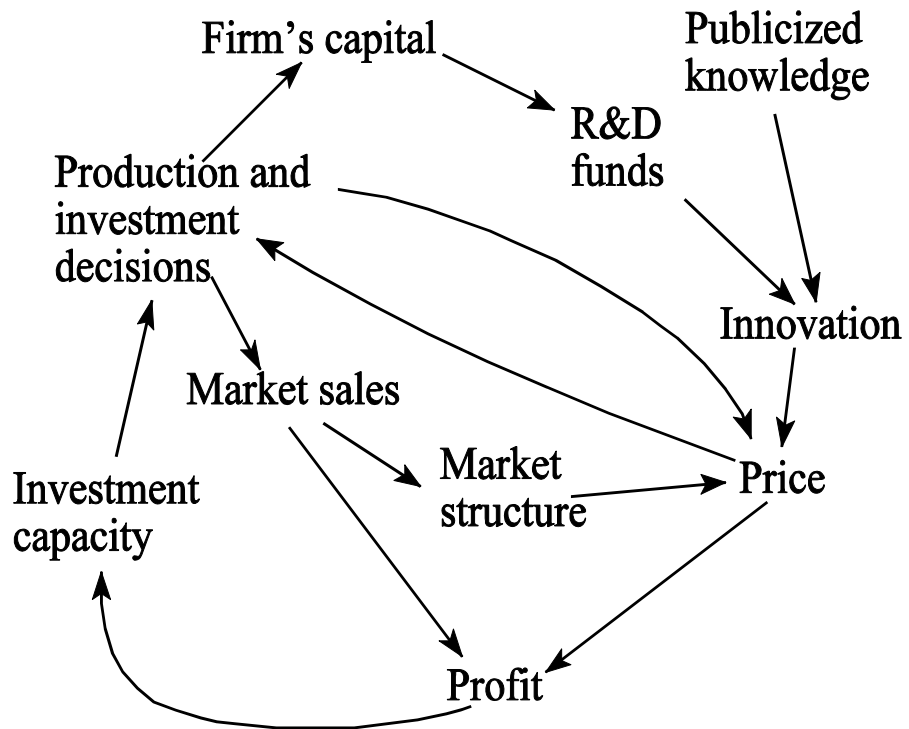 Firm’s capital
Publicized
knowledge
R&D
funds
Production and
investment
decisions
Innovation
Market sales
Market
structure
Price
Investment
capacity
Profit